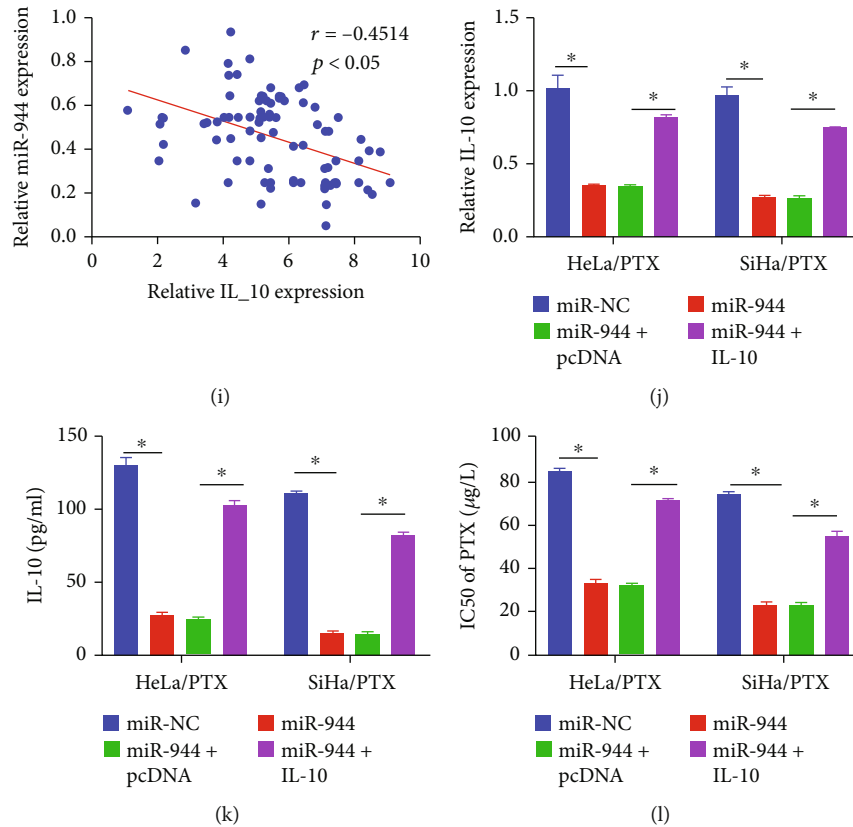 Relative miR-944 expression
1.0
0.8
0.6
0.4
0.2
0.0
r = –0.4514
p < 0.05
0 2 4 6 8 10
Relative IL_10 expression
(i)
Relative IL-10 expression
1.5
1.0
0.5
0.0
* * * *
HeLa/PTX SiHa/PTX
miR-NC miR-944
miR-944 + miR-944 +
pcDNA IL-10
(j)
IL-10 (pg/ml)
150
100
50
0
* * * *
HeLa/PTX SiHa/PTX
miR-NC miR-944
miR-944 + miR-944 +
pcDNA IL-10
(k)
IC50 of PTX (μg/L)
100
80
60
40
20
0
* * * *
HeLa/PTX SiHa/PTX
miR-NC miR-944
miR-944 + miR-944 +
pcDNA IL-10
(l)